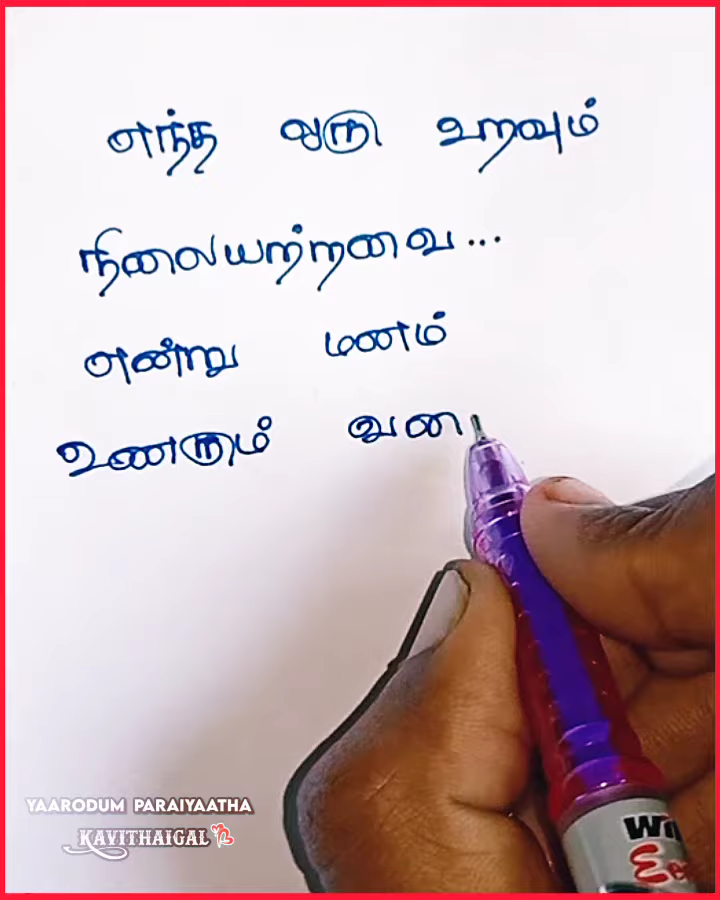 எந்த ஒரு உறவும்
நிலையற்றவை...
என்று மனம்
உணரும்
YAARODUM PARAIYAATHA
KAVITHAIGAL